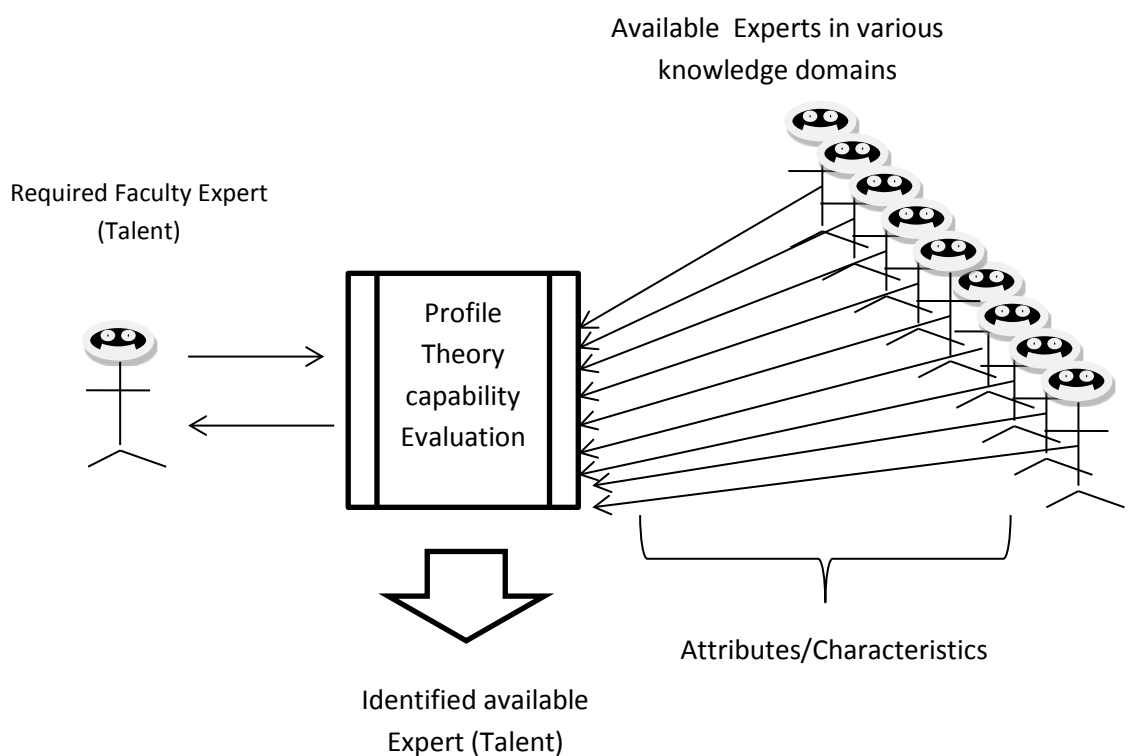 Available Experts in various
knowledge domains
Required Faculty Expert
(Talent)
Profile
Theory
capability
Evaluation
Attributes/Characteristics
Identified available
Expert (Talent)